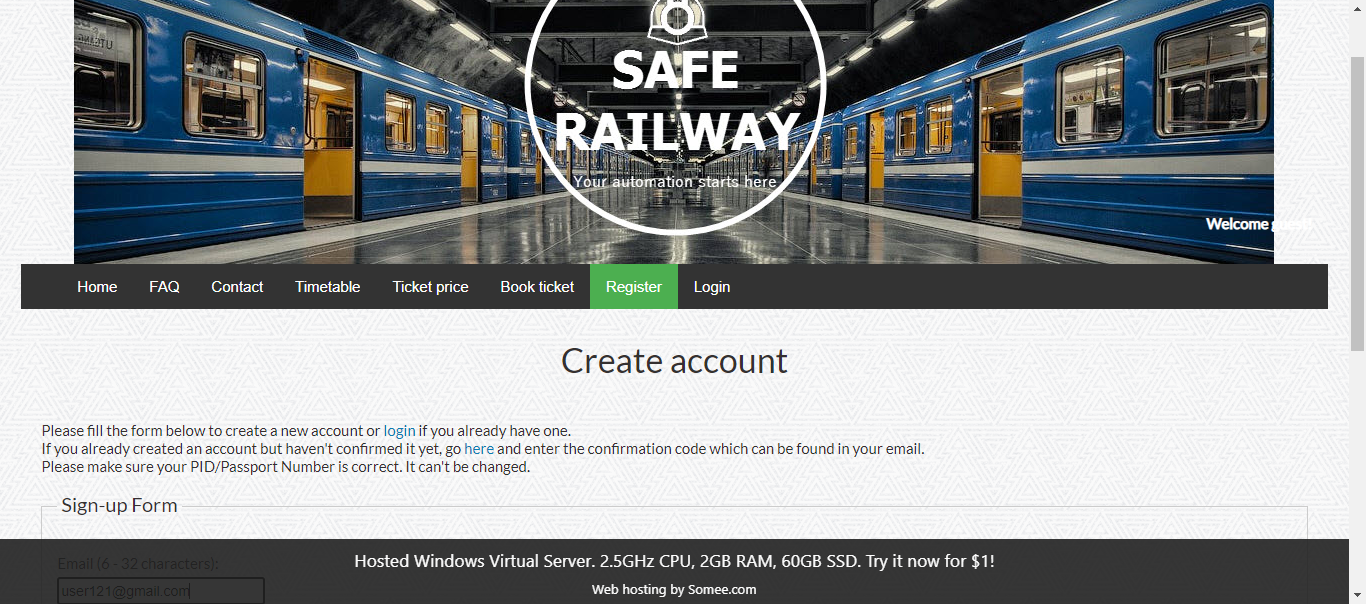 SAFE
RAILWAY
Your automation starts here
Welcome
Home FAQ Contact Timetable Ticket price Book ticket Register Login
Create account
Please fill the form below to create a new account or login if you already have one.
If you already created an account but haven't confirmed it yet, go here and enter the confirmation code which can be found in your email.
Please make sure your PID/Passport Number is correct. It can't be changed.
Sign-up Form
Email (6 - 32 characters):
user121@gmail.com
Hosted Windows Virtual Server. 2.5GHz CPU, 2GB RAM, 60GB SSD. Try it now for $1!
Web hosting by Somee.com